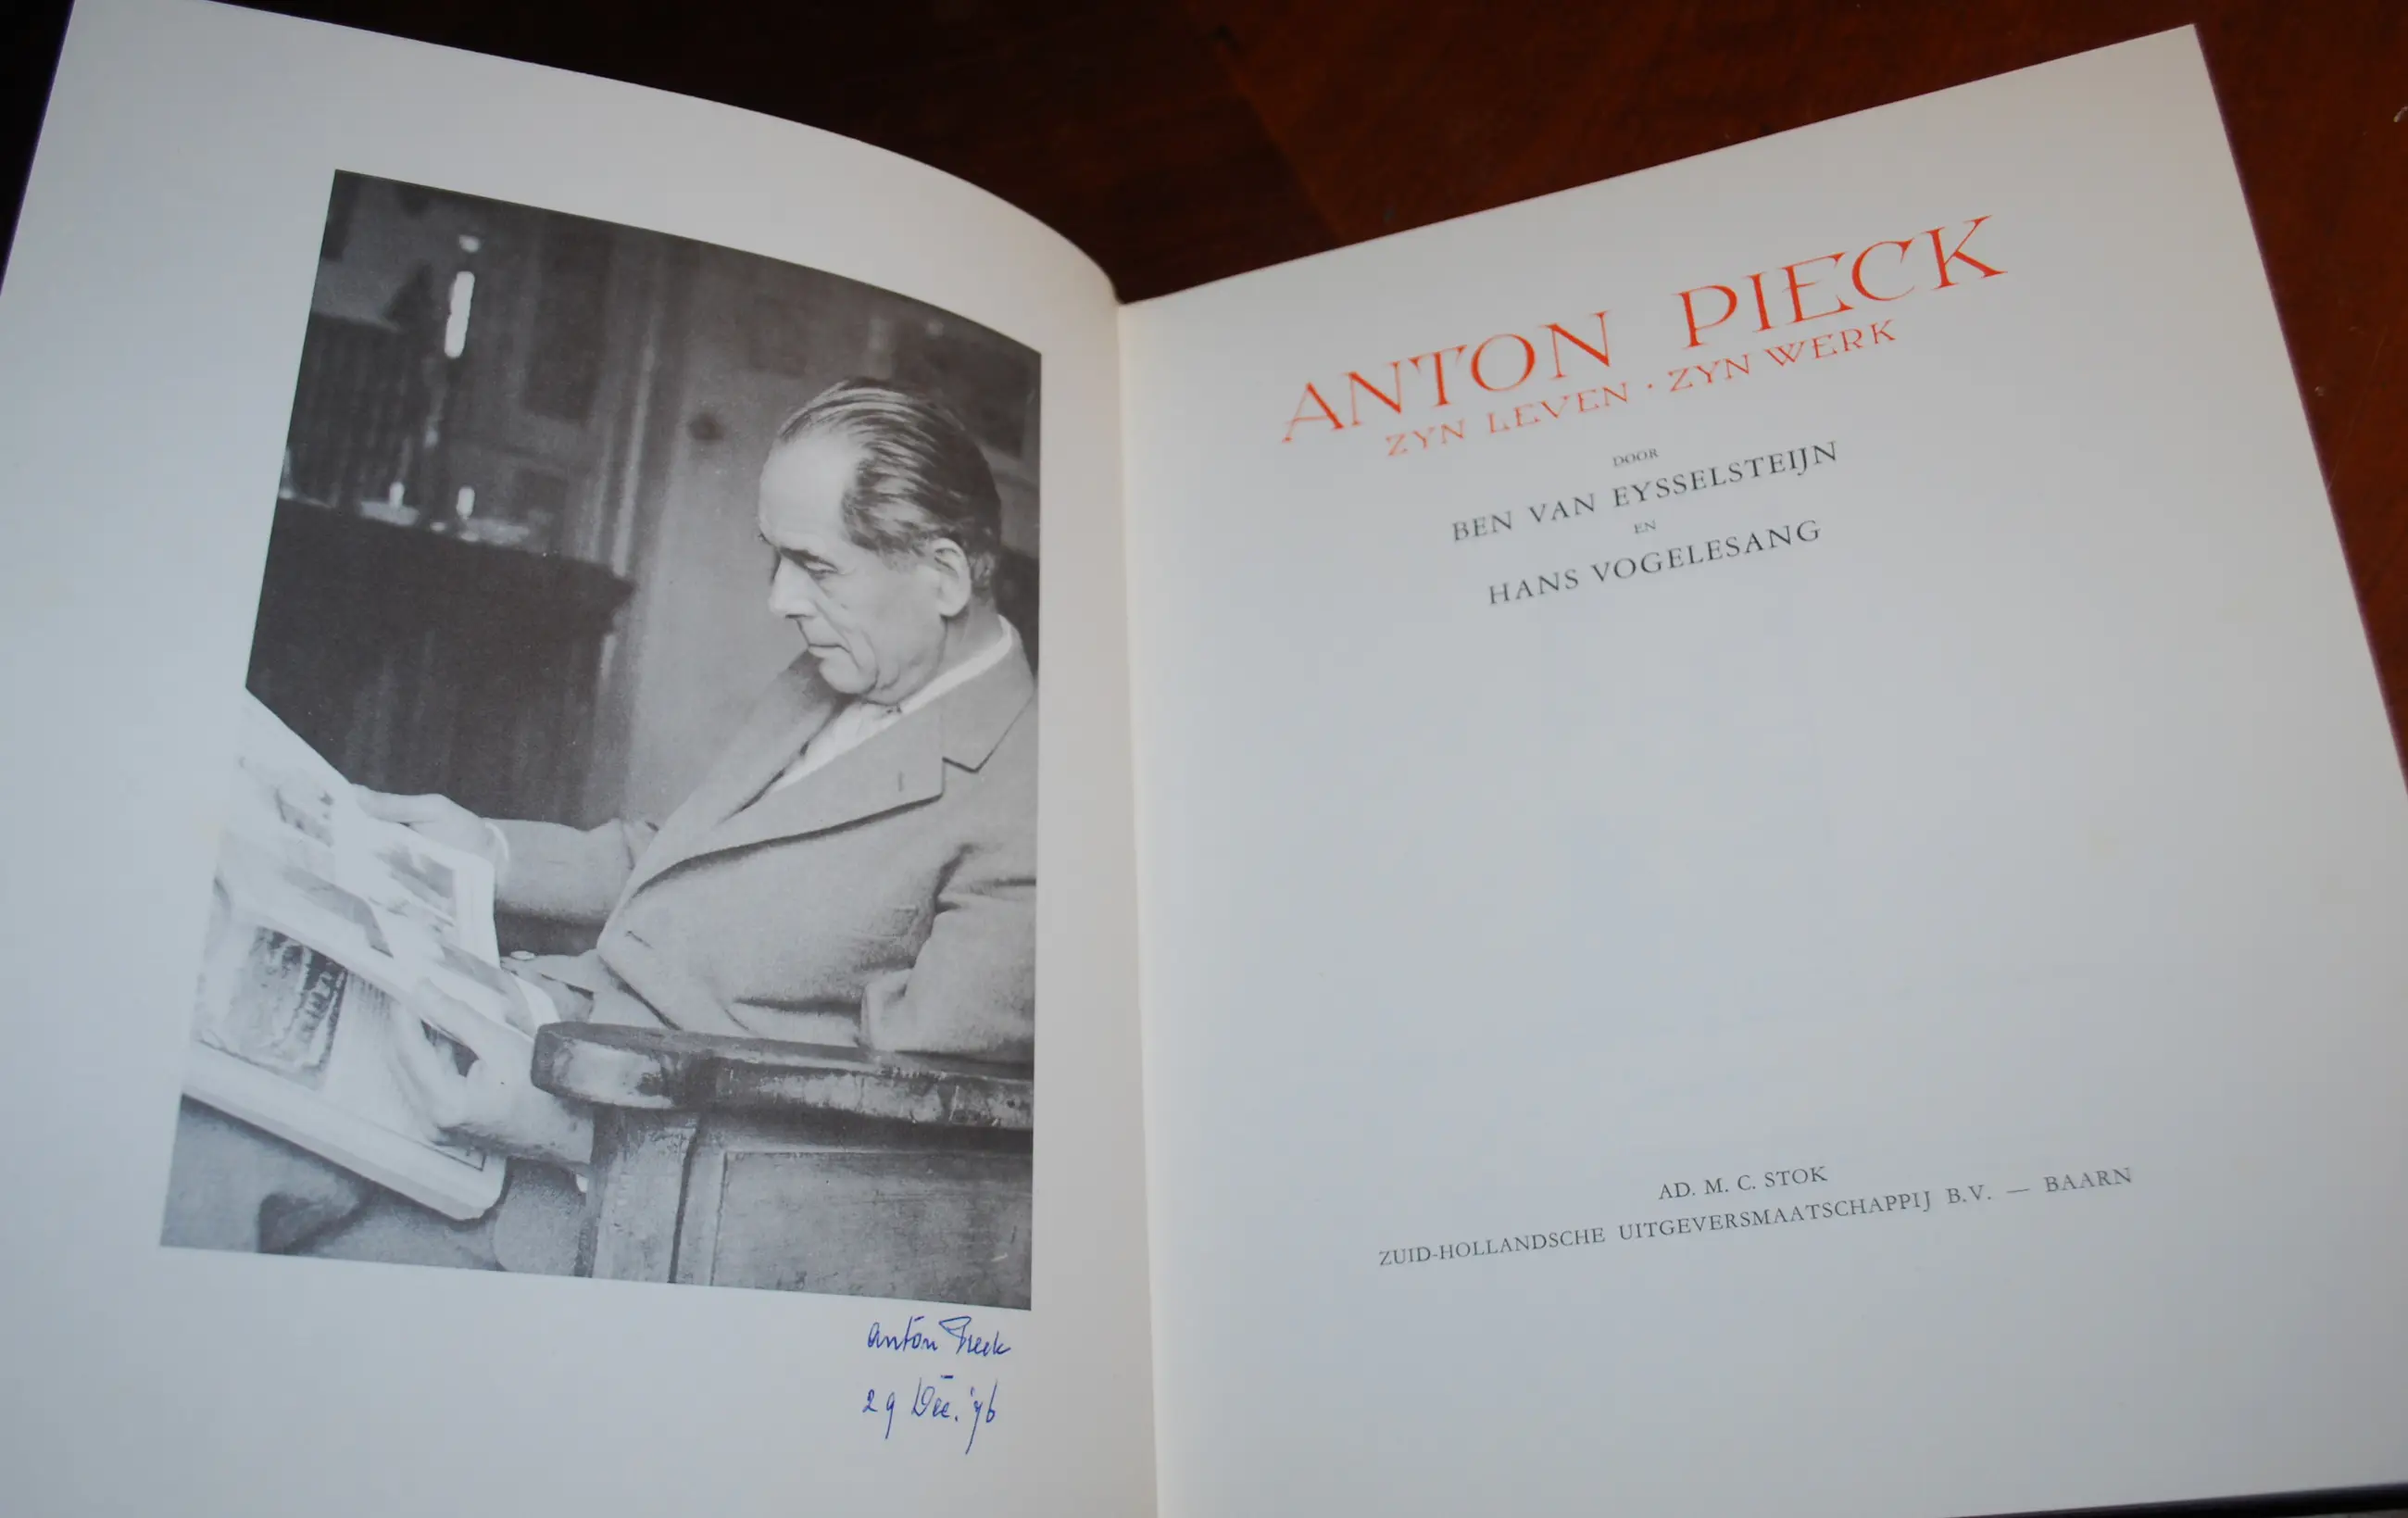 Anton Pieck
29 Dec. '76
ANTON PIECK
ZYN LEVEN · ZYN WERK
DOOR
BEN VAN EYSSELSTEIJN
EN
HANS VOGELESANG
AD. M. C. STOK
ZUID-HOLLANDSCHE UITGEVERSMAATSCHAPPIJ B.V. — BAARN